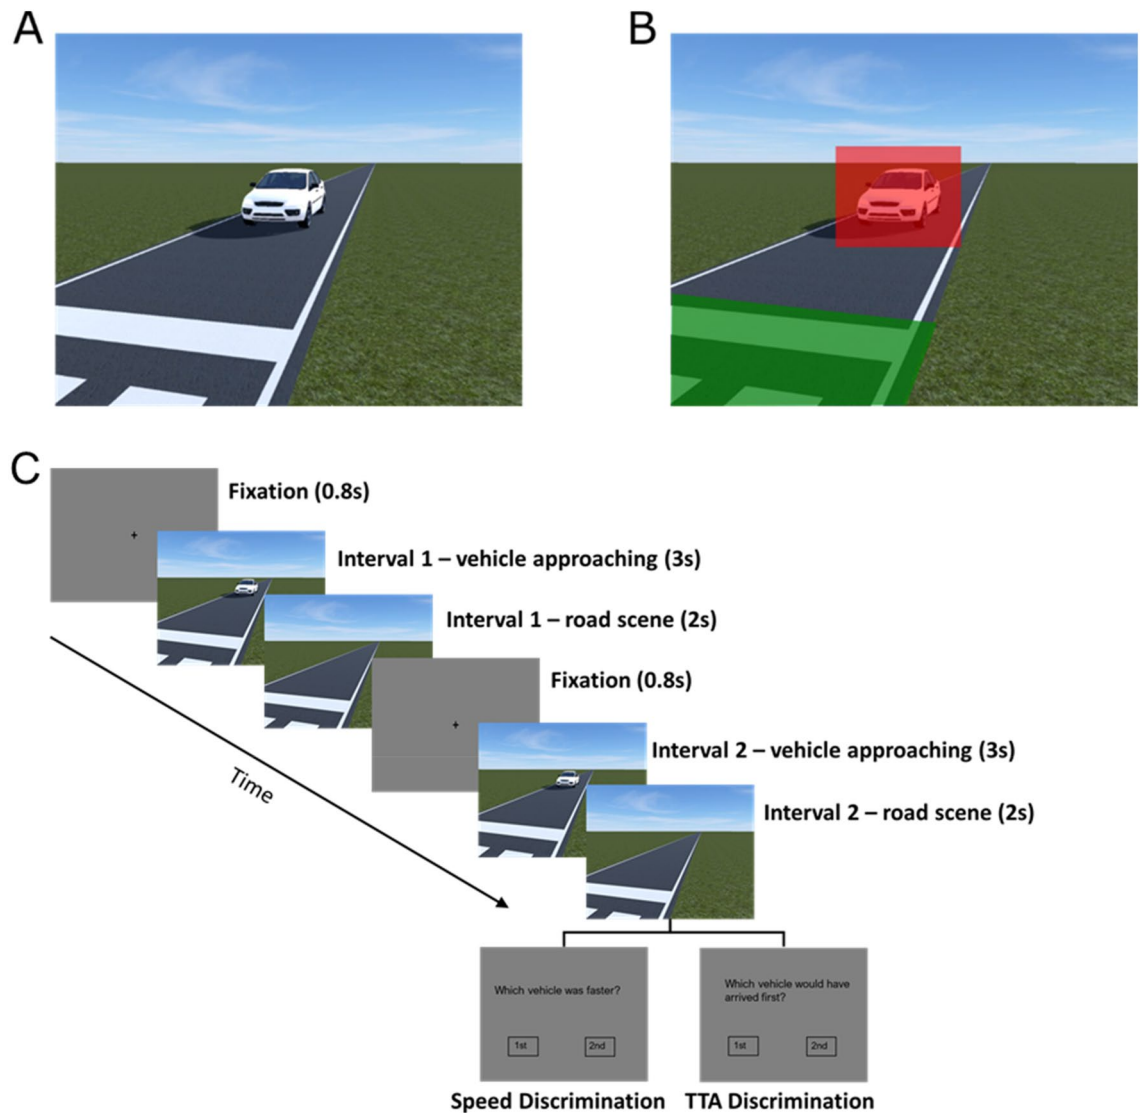 A
B
C
Fixation (0.8s)
Interval 1 – vehicle approaching (3s)
Interval 1 – road scene (2s)
Fixation (0.8s)
Interval 2 – vehicle approaching (3s)
Interval 2 – road scene (2s)
Time
Which vehicle was faster?
1st
2nd
Which vehicle would have
arrived first?
1st
2nd
Speed Discrimination
TTA Discrimination